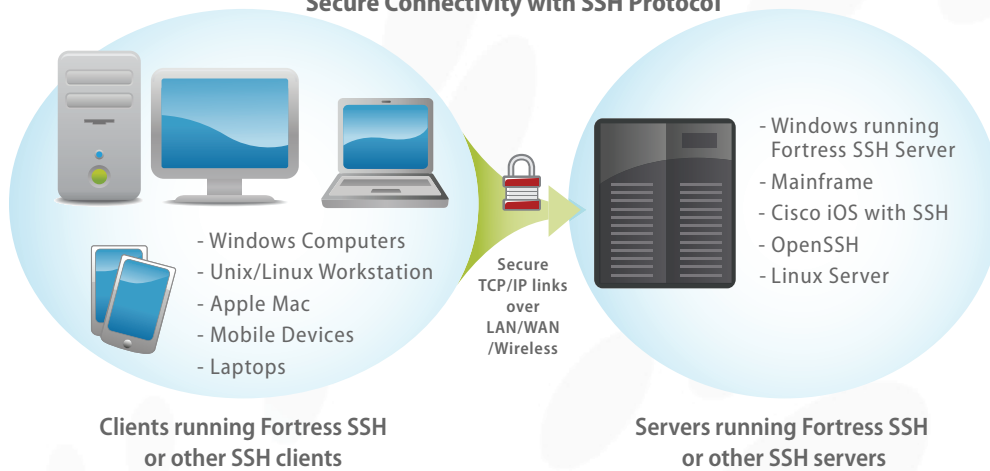 Secure Connectivity with SSH Protocol
- Windows Computers
- Unix/Linux Workstation
- Apple Mac
- Mobile Devices
- Laptops
Secure
TCP/IP links
over
LAN/WAN
/Wireless
- Windows running
Fortress SSH Server
- Mainframe
- Cisco iOS with SSH
- OpenSSH
- Linux Server
Clients running Fortress SSH
or other SSH clients
Servers running Fortress SSH
or other SSH servers